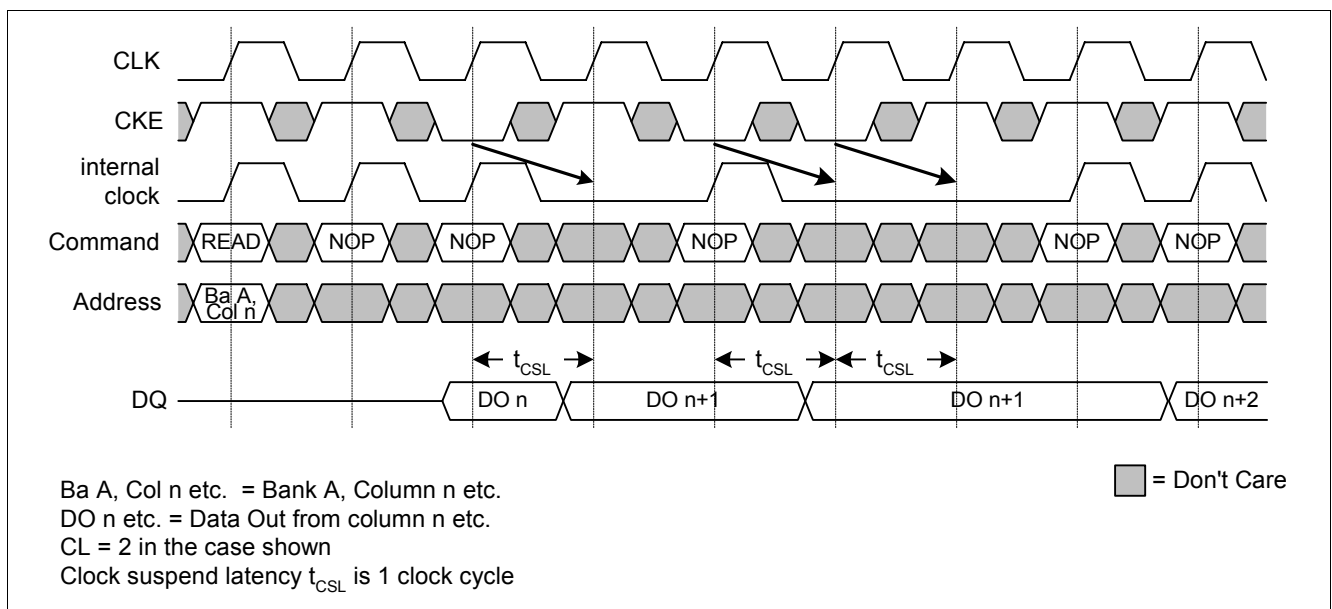 CLK
CKE
internal
clock
Command READ NOP NOP NOP NOP NOP
Address Ba A,
Col n
tCSL tCSL tCSL
DQ DO n DO n+1 DO n+1 DO n+2
Ba A, Col n etc. = Bank A, Column n etc.
= Don't Care
DO n etc. = Data Out from column n etc.
CL = 2 in the case shown
Clock suspend latency tCSL is 1 clock cycle